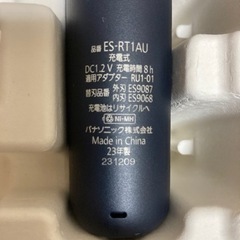 品番 ES-RT1AU
充電式
DC1.2 V 充電時間 8 h
適用アダプター RU1-01
替刃品番 外刃 ES9087
内刃 ES9068
充電池はリサイクルへ
Ni-MH
パナソニック株式会社
Made in China
23年製
231209